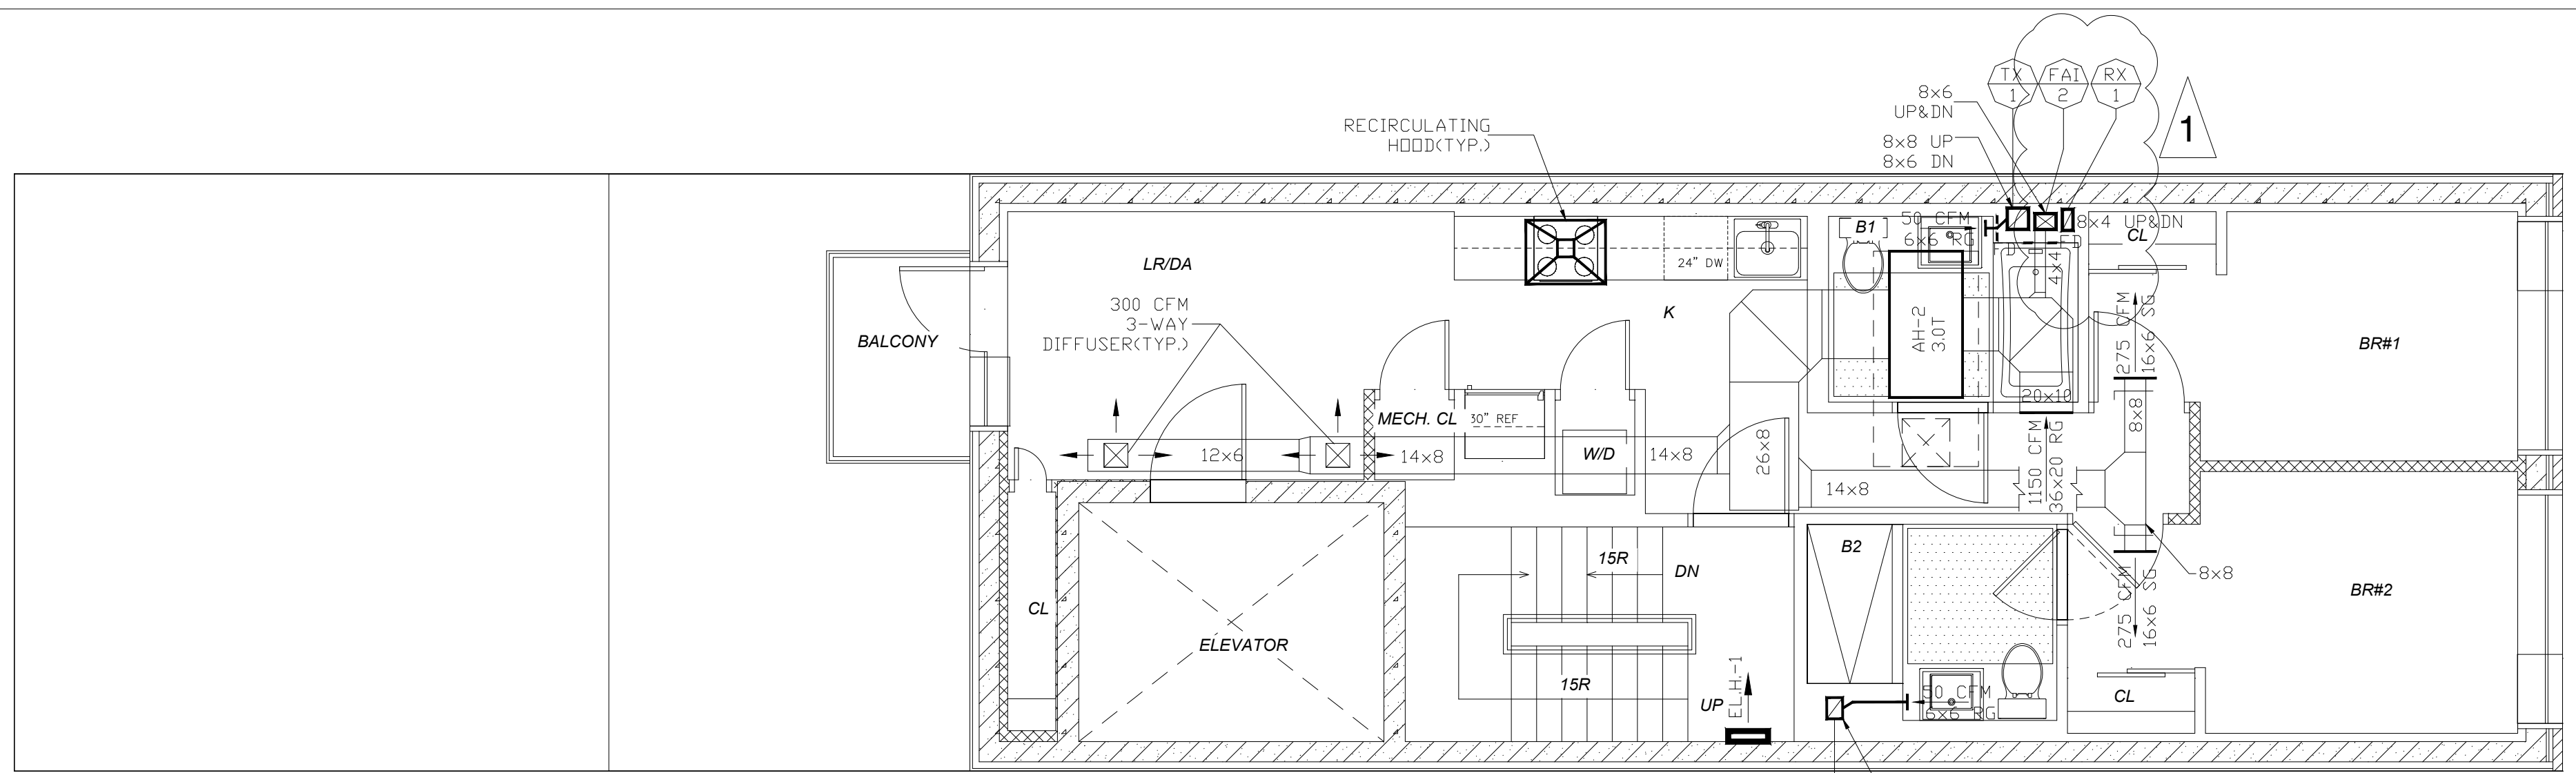 TX
1
FAI
2
RX
1
1
8x6
UP&DN
8x8 UP
8x6 DN
RECIRCULATING
HOOD(TYP.)
B1
50 CFM
6x6 RG
8x4 UP&DN
CL
FD
4x4
LR/DA
24" DW
K
300 CFM
3-WAY
DIFFUSER(TYP.)
BALCONY
AH-2
3.0T
275 CFM
16x6 SG
BR#1
20x10
MECH. CL
30" REF
8x8
12x6
14x8
W/D
14x8
26x8
14x8
1150 CFM
36x20 RG
B2
15R
DN
8x8
275 CFM
16x6 SG
BR#2
CL
ELEVATOR
15R
UP
EL.H.-1
50 CFM
6x6 RG
CL